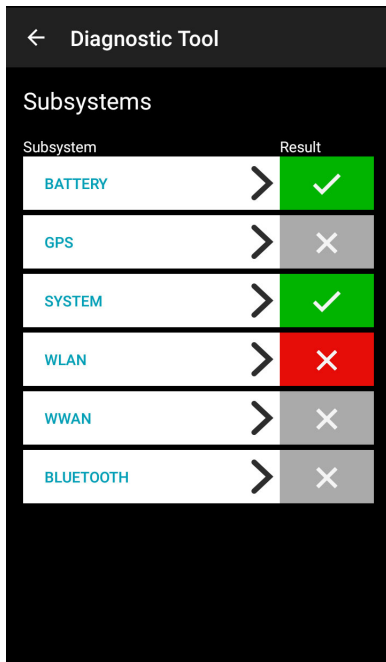 Diagnostic Tool
Subsystems
Subsystem Result
BATTERY
GPS
SYSTEM
WLAN
WWAN
BLUETOOTH